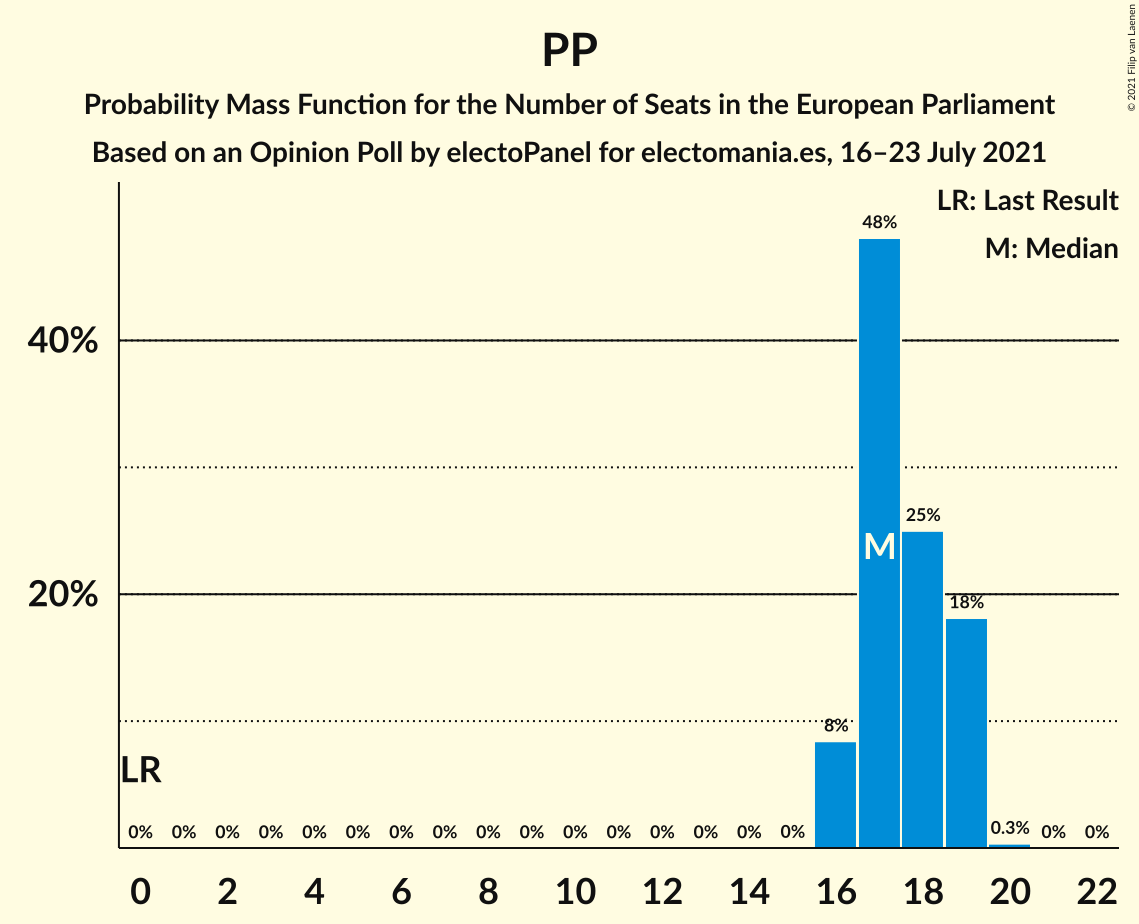 PP
Probability Mass Function for the Number of Seats in the European Parliament
Based on an Opinion Poll by electoPanel for electomania.es, 16–23 July 2021
© 2021 Filip van Laenen
LR: Last Result
M: Median
48%
40%
25%
M
20%
18%
8%
LR
0% 0% 0% 0% 0% 0% 0% 0% 0% 0% 0% 0% 0% 0% 0% 0% 0.3% 0% 0%
0 2 4 6 8 10 12 14 16 18 20 22